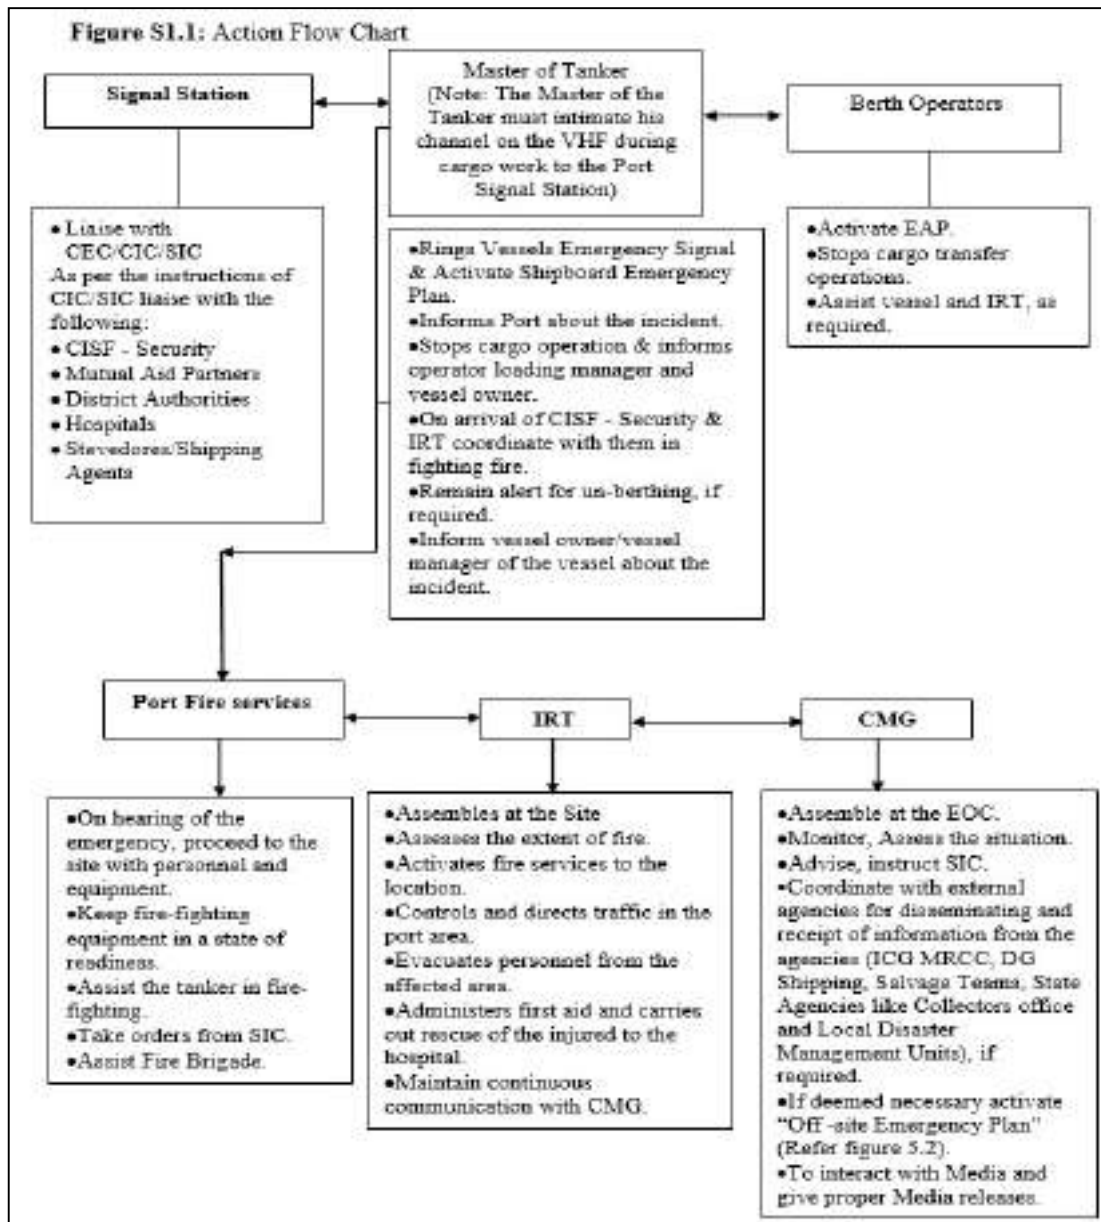 Figure S1.1: Action Flow Chart
Signal Station
Master of Tanker
(Note: The Master of the
Tanker must intimate his
channel on the VHF during
cargo work to the Port
Signal Station)
Berth Operators
● Liaise with
CEC/CIC/SIC
As per the instructions of
CIC/SIC liaise with the
following:
● CISF - Security
● Mutual Aid Partners
● District Authorities
● Hospitals
● Stevedores/Shipping
Agents
●Rings Vessels Emergency Signal
& Activate Shipboard Emergency
Plan.
●Informs Port about the incident.
●Stops cargo operation & informs
operator loading manager and
vessel owner.
●On arrival of CISF - Security &
IRT coordinate with them in
fighting fire.
●Remain alert for un-berthing, if
required.
●Inform vessel owner/vessel
manager of the vessel about the
incident.
●Activate EAP.
●Stops cargo transfer
operations.
●Assist vessel and IRT, as
required.
Port Fire services
IRT
CMG
●On hearing of the
emergency, proceed to the
site with personnel and
equipment.
●Keep fire-fighting
equipment in a state of
readiness.
●Assist the tanker in fire-
fighting.
●Take orders from SIC.
●Assist Fire Brigade.
●Assembles at the Site
●Assesses the extent of fire.
●Activates fire services to the
location.
●Controls and directs traffic in the
port area.
●Evacuates personnel from the
affected area.
●Administers first aid and carries
out rescue of the injured to the
hospital.
●Maintain continuous
communication with CMG.
●Assemble at the EOC.
●Monitor, Assess the situation.
●Advise, instruct SIC.
●Coordinate with external
agencies for disseminating and
receipt of information from the
agencies (ICG MRCC, DG
Shipping, Salvage Teams, State
Agencies like Collectors office
and Local Disaster
Management Units), if
required.
●If deemed necessary activate
“Off -site Emergency Plan”
(Refer figure 5.2).
●To interact with Media and
give proper Media releases.